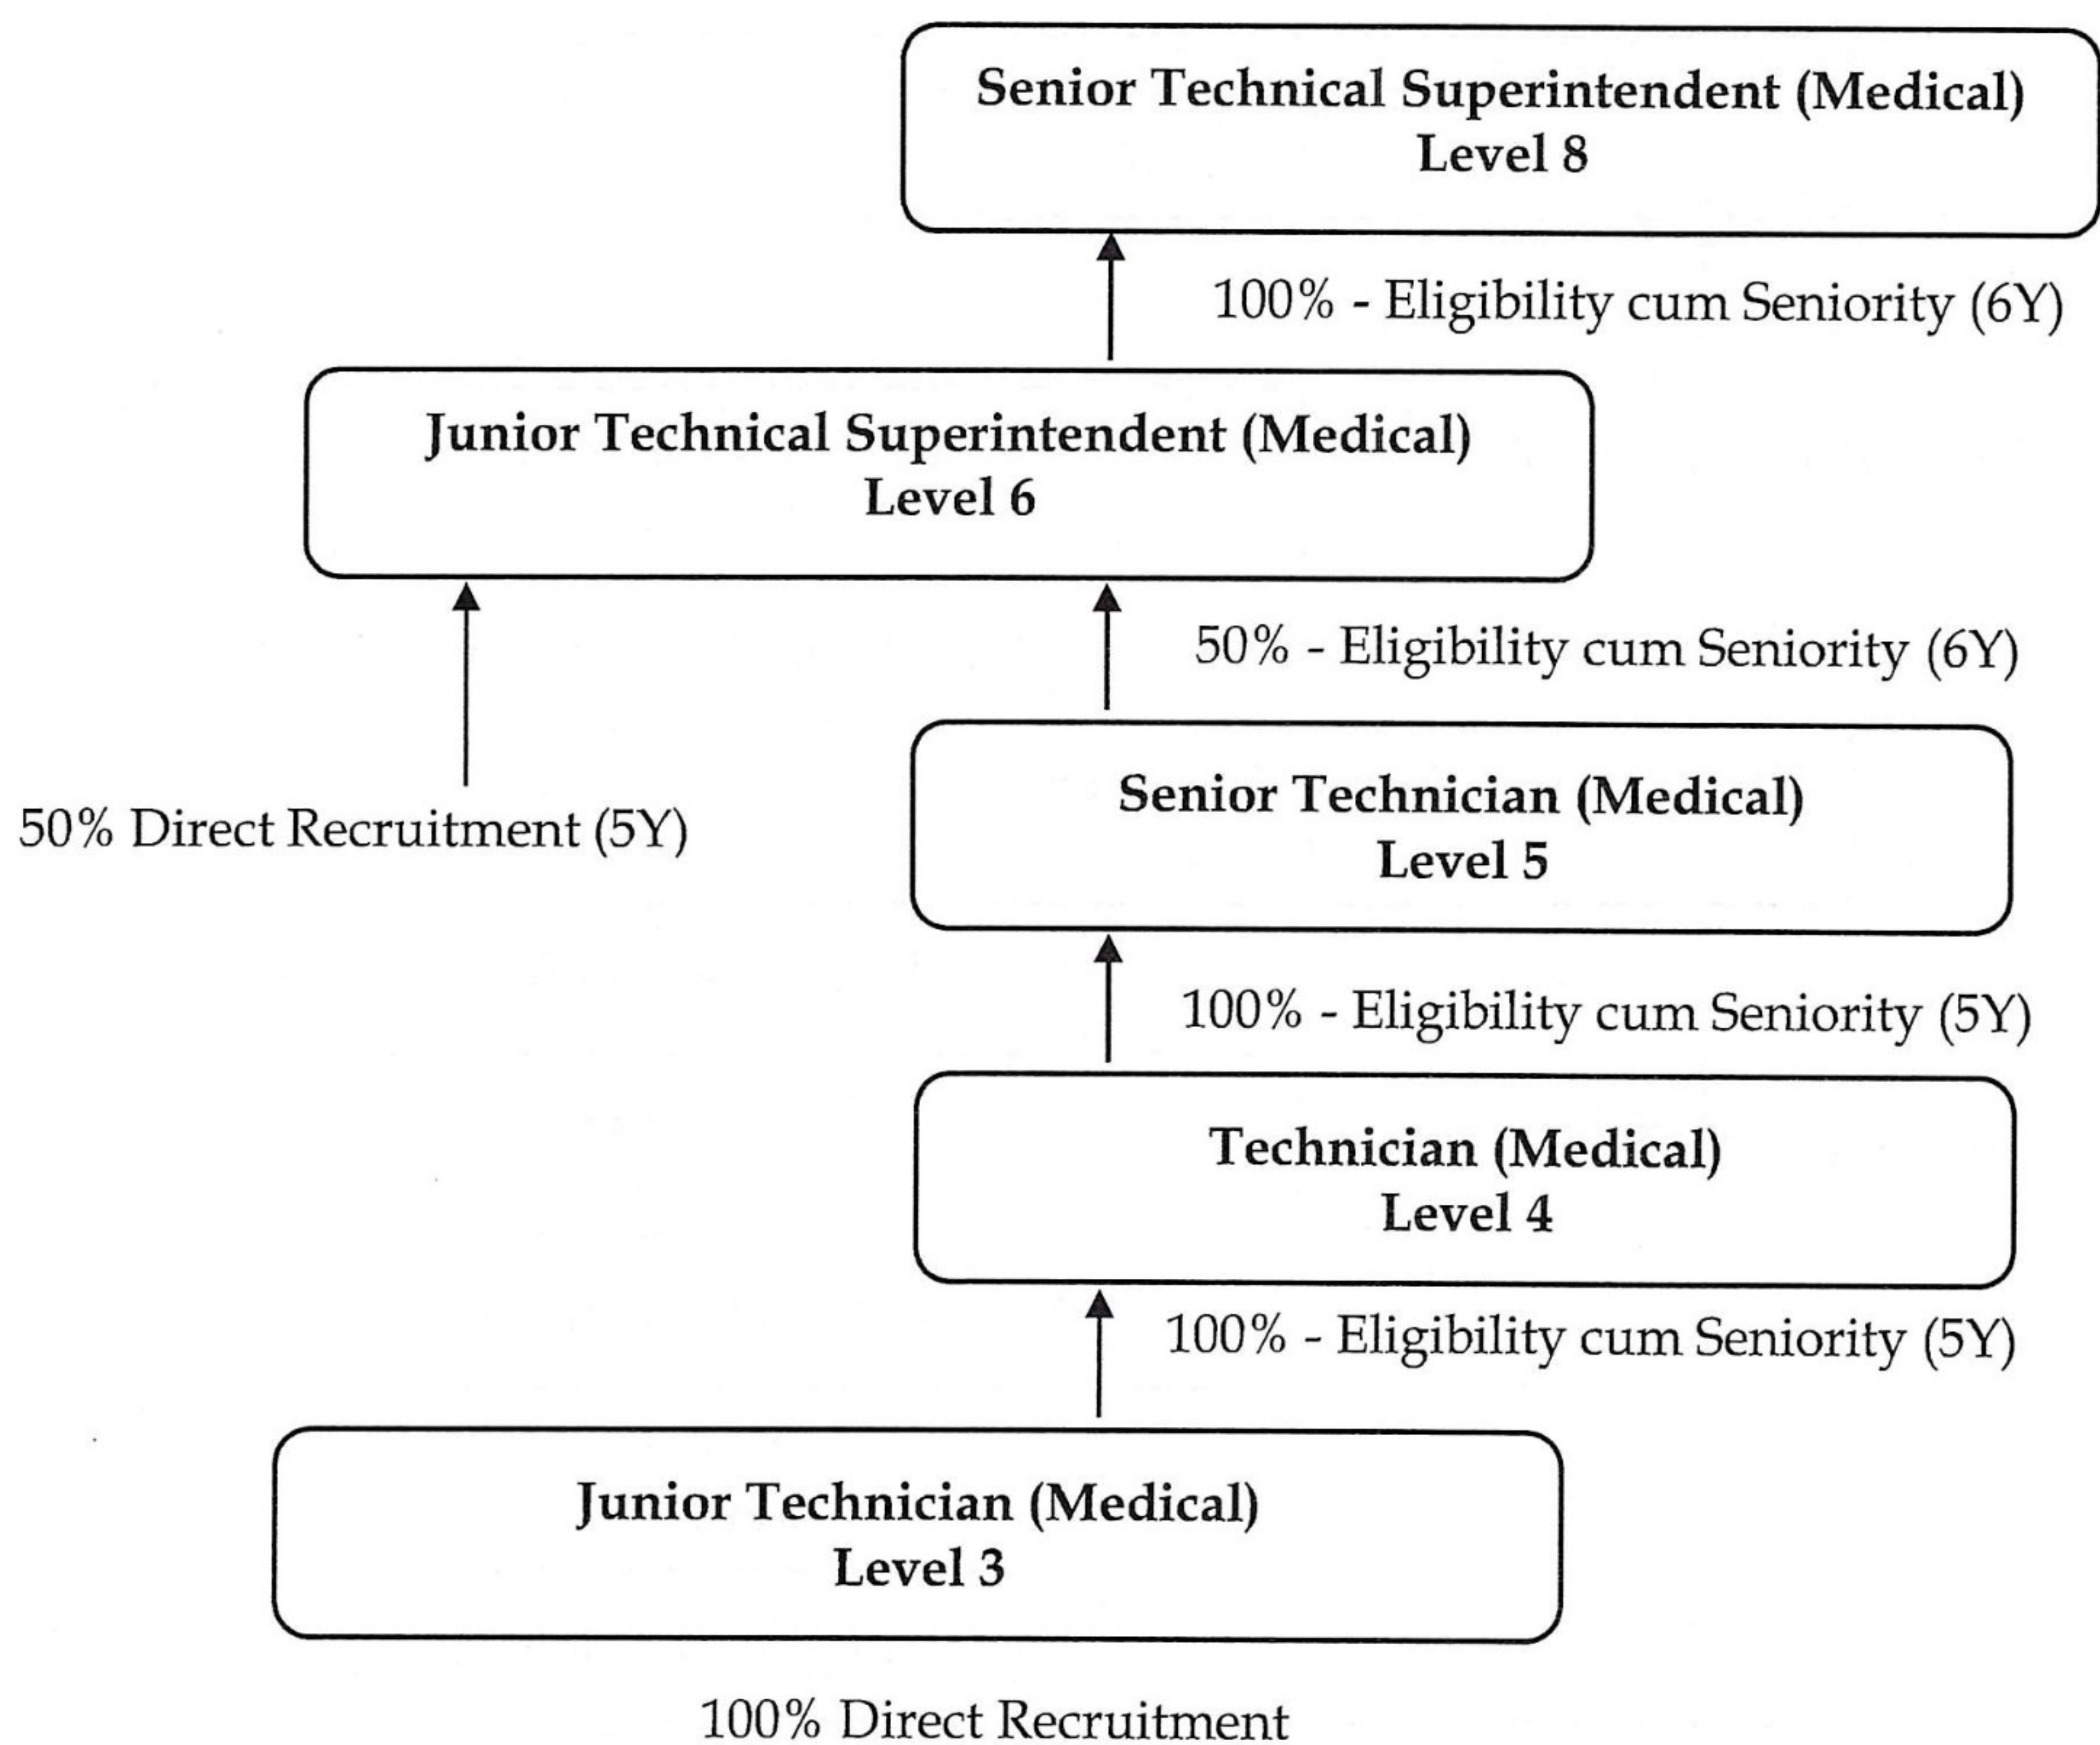 Senior Technical Superintendent (Medical)
Level 8
100% - Eligibility cum Seniority (6Y)
Junior Technical Superintendent (Medical)
Level 6
50% - Eligibility cum Seniority (6Y)
50% Direct Recruitment (5Y)
Senior Technician (Medical)
Level 5
100% - Eligibility cum Seniority (5Y)
Technician (Medical)
Level 4
100% - Eligibility cum Seniority (5Y)
Junior Technician (Medical)
Level 3
100% Direct Recruitment